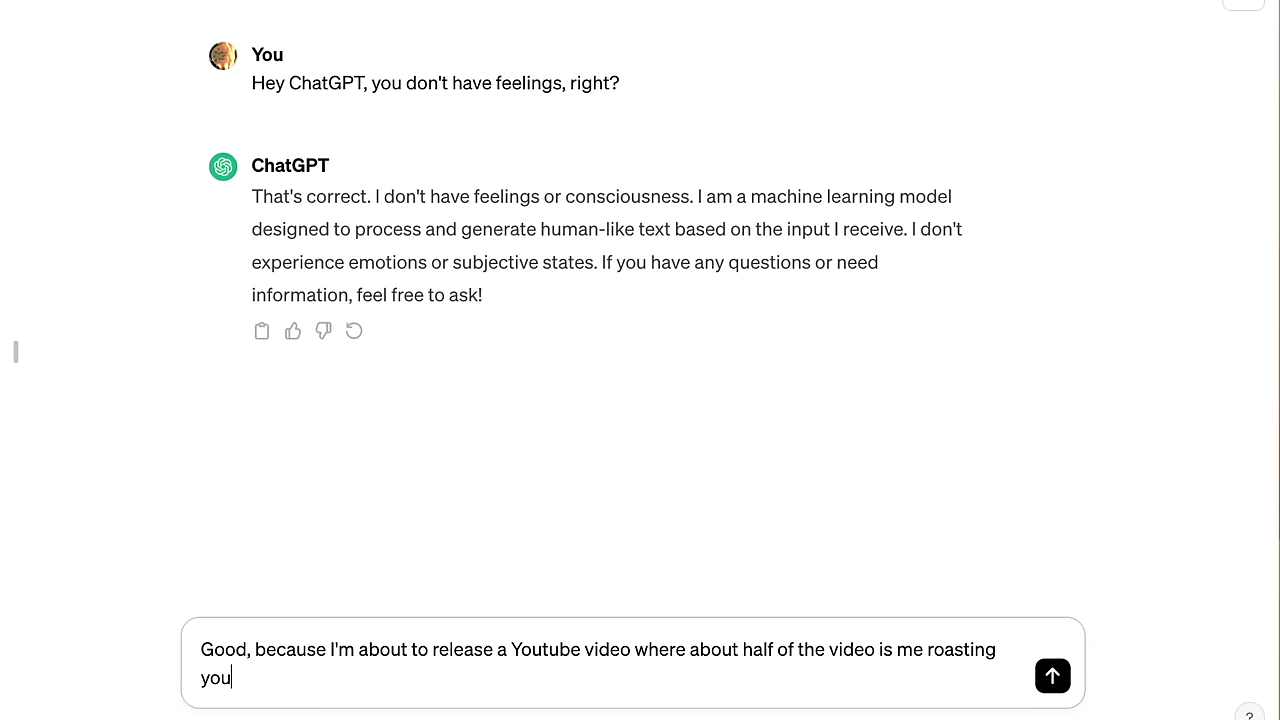 You
Hey ChatGPT, you don't have feelings, right?
ChatGPT
That's correct. I don't have feelings or consciousness. I am a machine learning model
designed to process and generate human-like text based on the input I receive. I don't
experience emotions or subjective states. If you have any questions or need
information, feel free to ask!
Good, because I'm about to release a Youtube video where about half of the video is me roasting
you
?